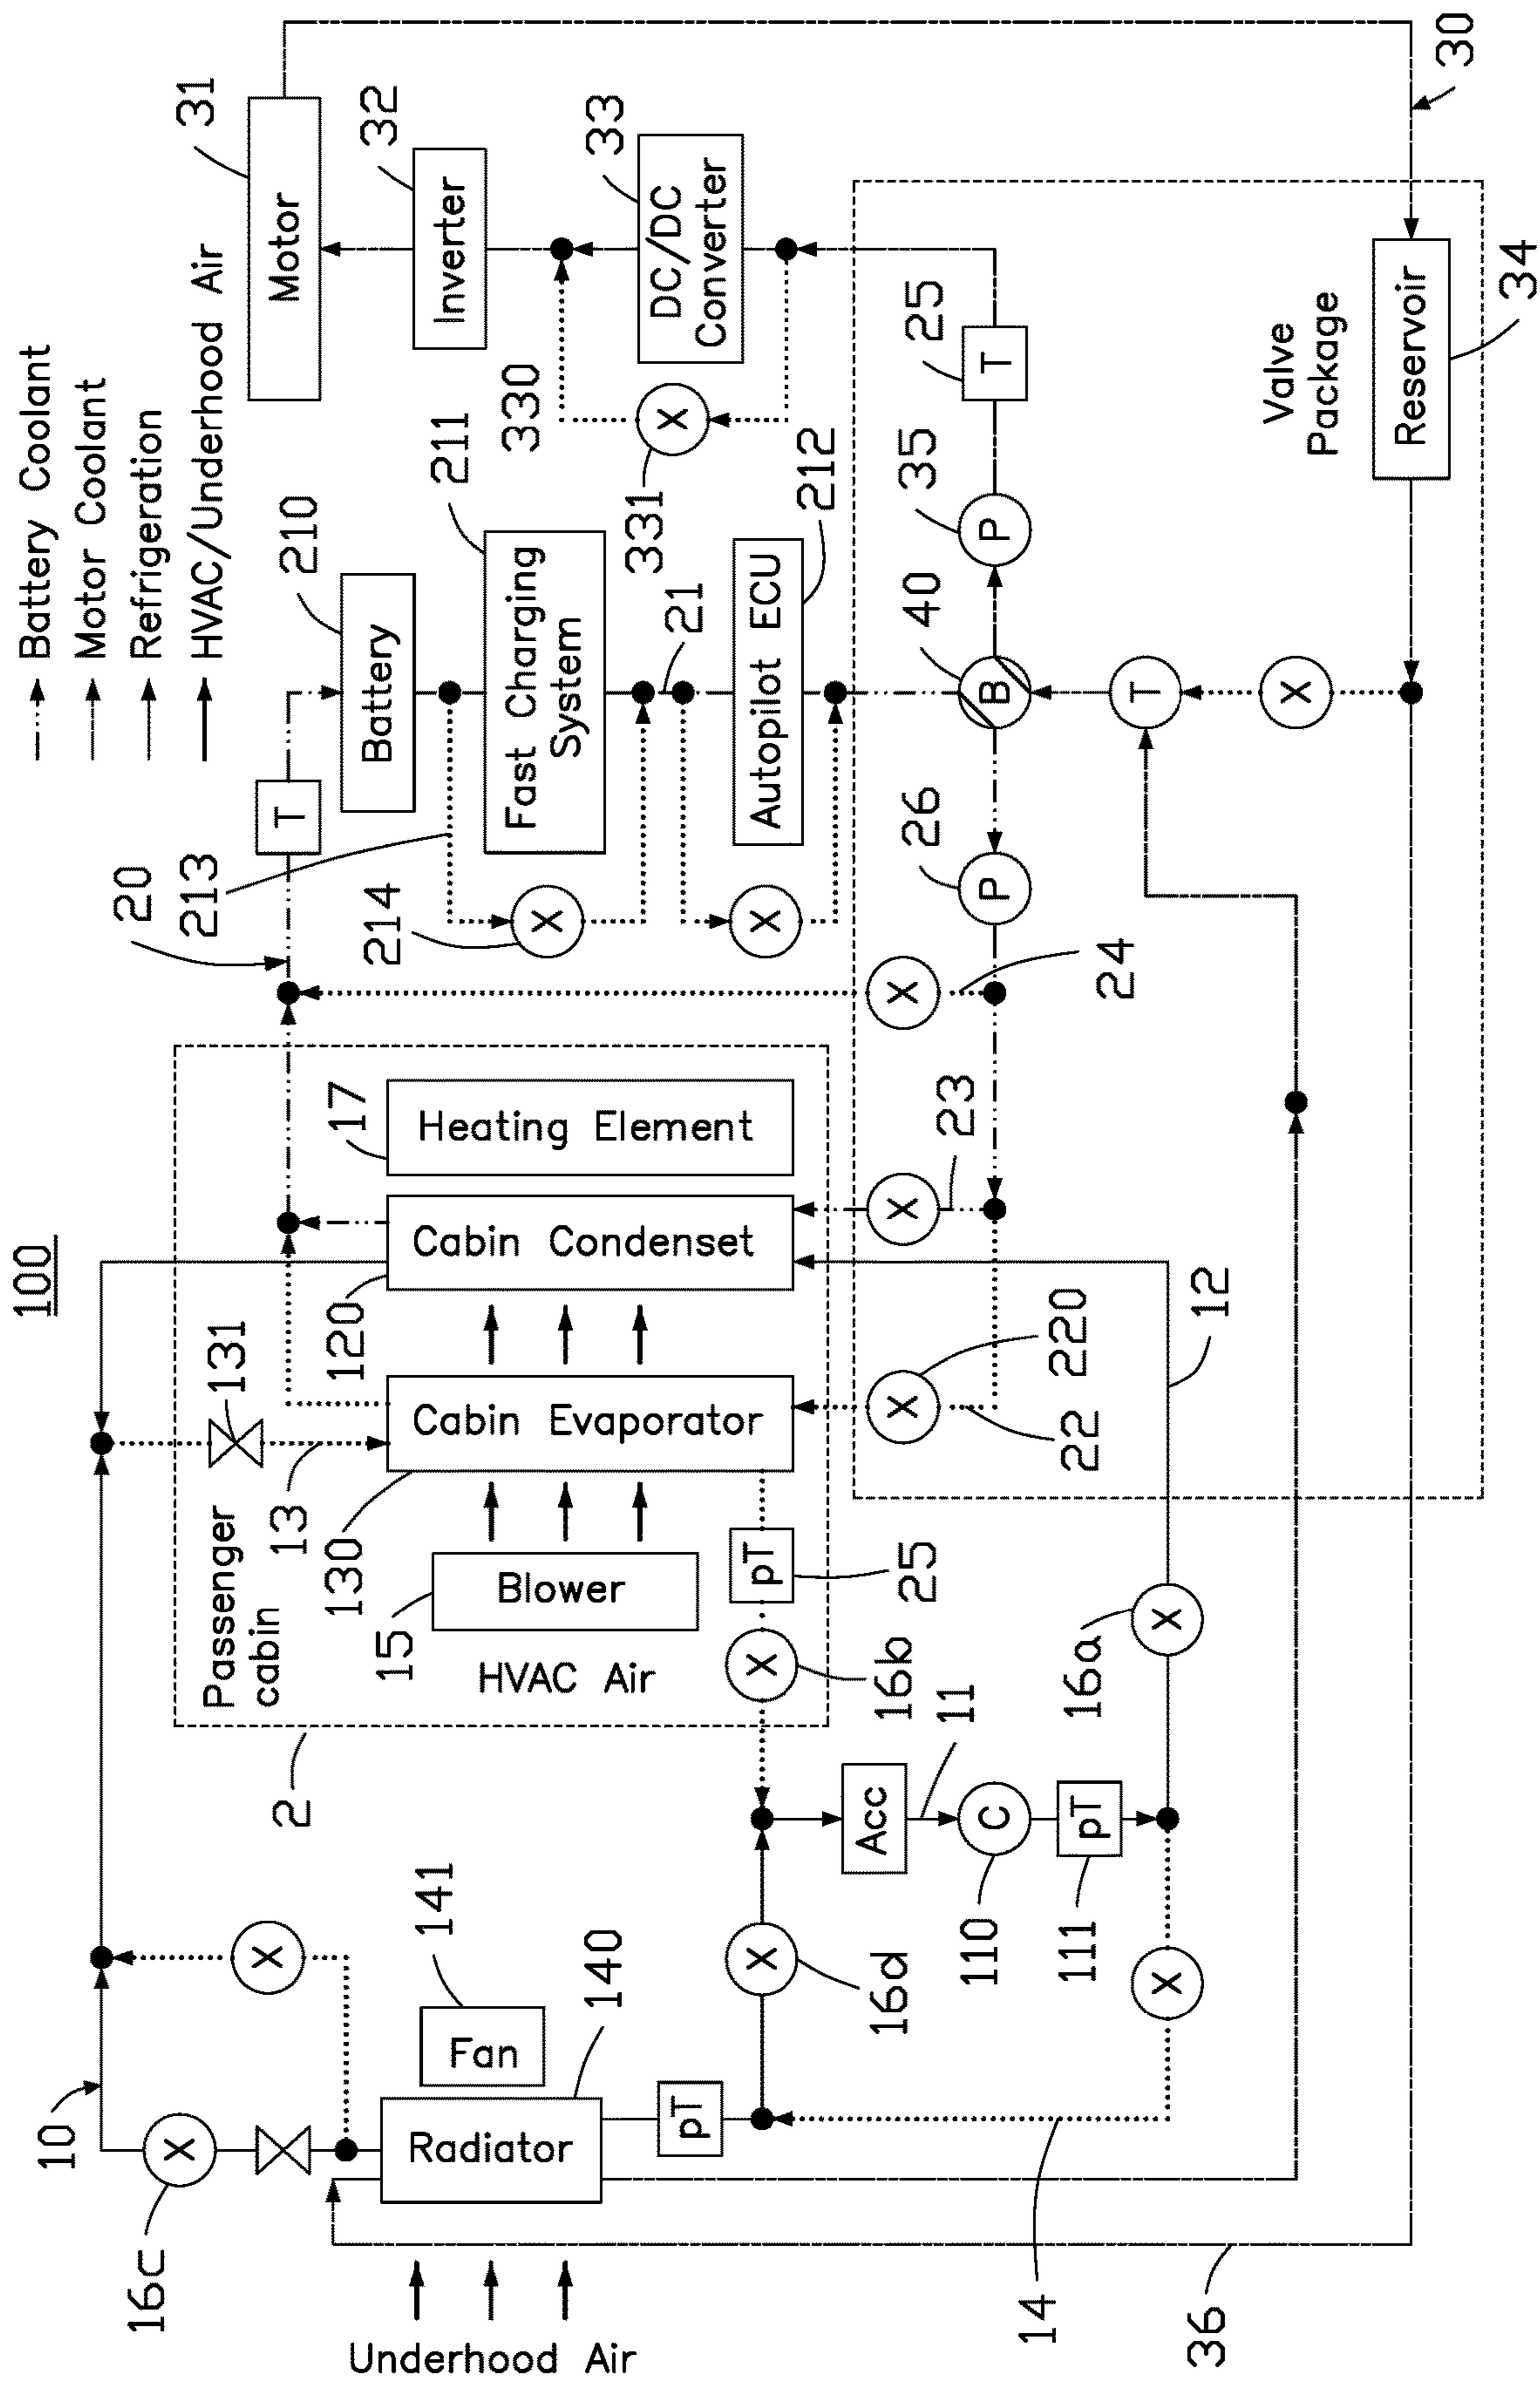 100
Battery Coolant
Motor Coolant
Refrigeration
HVAC/Underhood Air
10
16c
Underhood Air
Radiator
140
Fan
141
X
X
pT
X
16d
14
36
X
2
Passenger
cabin
131
13
130
15
Blower
HVAC Air
pT
25
X
16b
Acc
11
C
110
pT
111
X
16a
12
Cabin Evaporator
120
Cabin Condenset
17
Heating Element
X
220
22
X
23
X
24
20
T
213
214
X
X
Battery
210
Fast Charging
System
211
21
Autopilot ECU
212
P
26
B
40
P
35
T
25
T
X
Motor
31
Inverter
32
DC/DC
Converter
33
330
331
X
Valve
Package
Reservoir
34
30